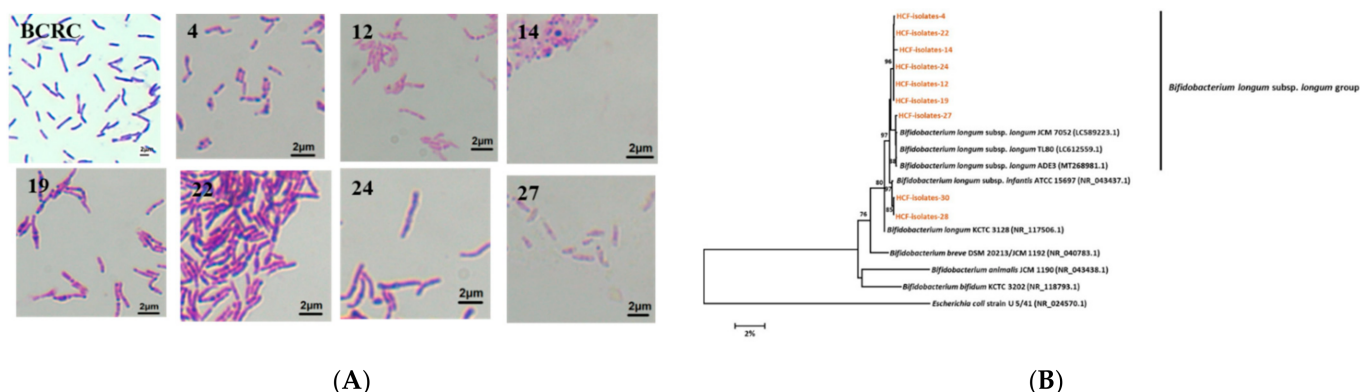 BCRC
2μm
4
2μm
12
2μm
14
2μm
19
2μm
22
2μm
24
2μm
27
2μm
(A)
HCF-isolates-4
HCF-isolates-22
HCF-isolates-14
96
HCF-isolates-24
HCF-isolates-12
HCF-isolates-19
HCF-isolates-27
97
Bifidobacterium longum subsp. longum JCM 7052 (LC589223.1)
Bifidobacterium longum subsp. longum TL80 (LC612559.1)
Bifidobacterium longum subsp. longum ADE3 (MT268981.1)
80
Bifidobacterium longum subsp. infantis ATCC 15697 (NR_043437.1)
HCF-isolates-30
85
HCF-isolates-28
76
Bifidobacterium longum KCTC 3128 (NR_117506.1)
Bifidobacterium breve DSM 20213/JCM 1192 (NR_040783.1)
Bifidobacterium animalis JCM 1190 (NR_043438.1)
Bifidobacterium bifidum KCTC 3202 (NR_118793.1)
Escherichia coli strain U 5/41 (NR_024570.1)
2%
Bifidobacterium longum subsp. longum group
(B)